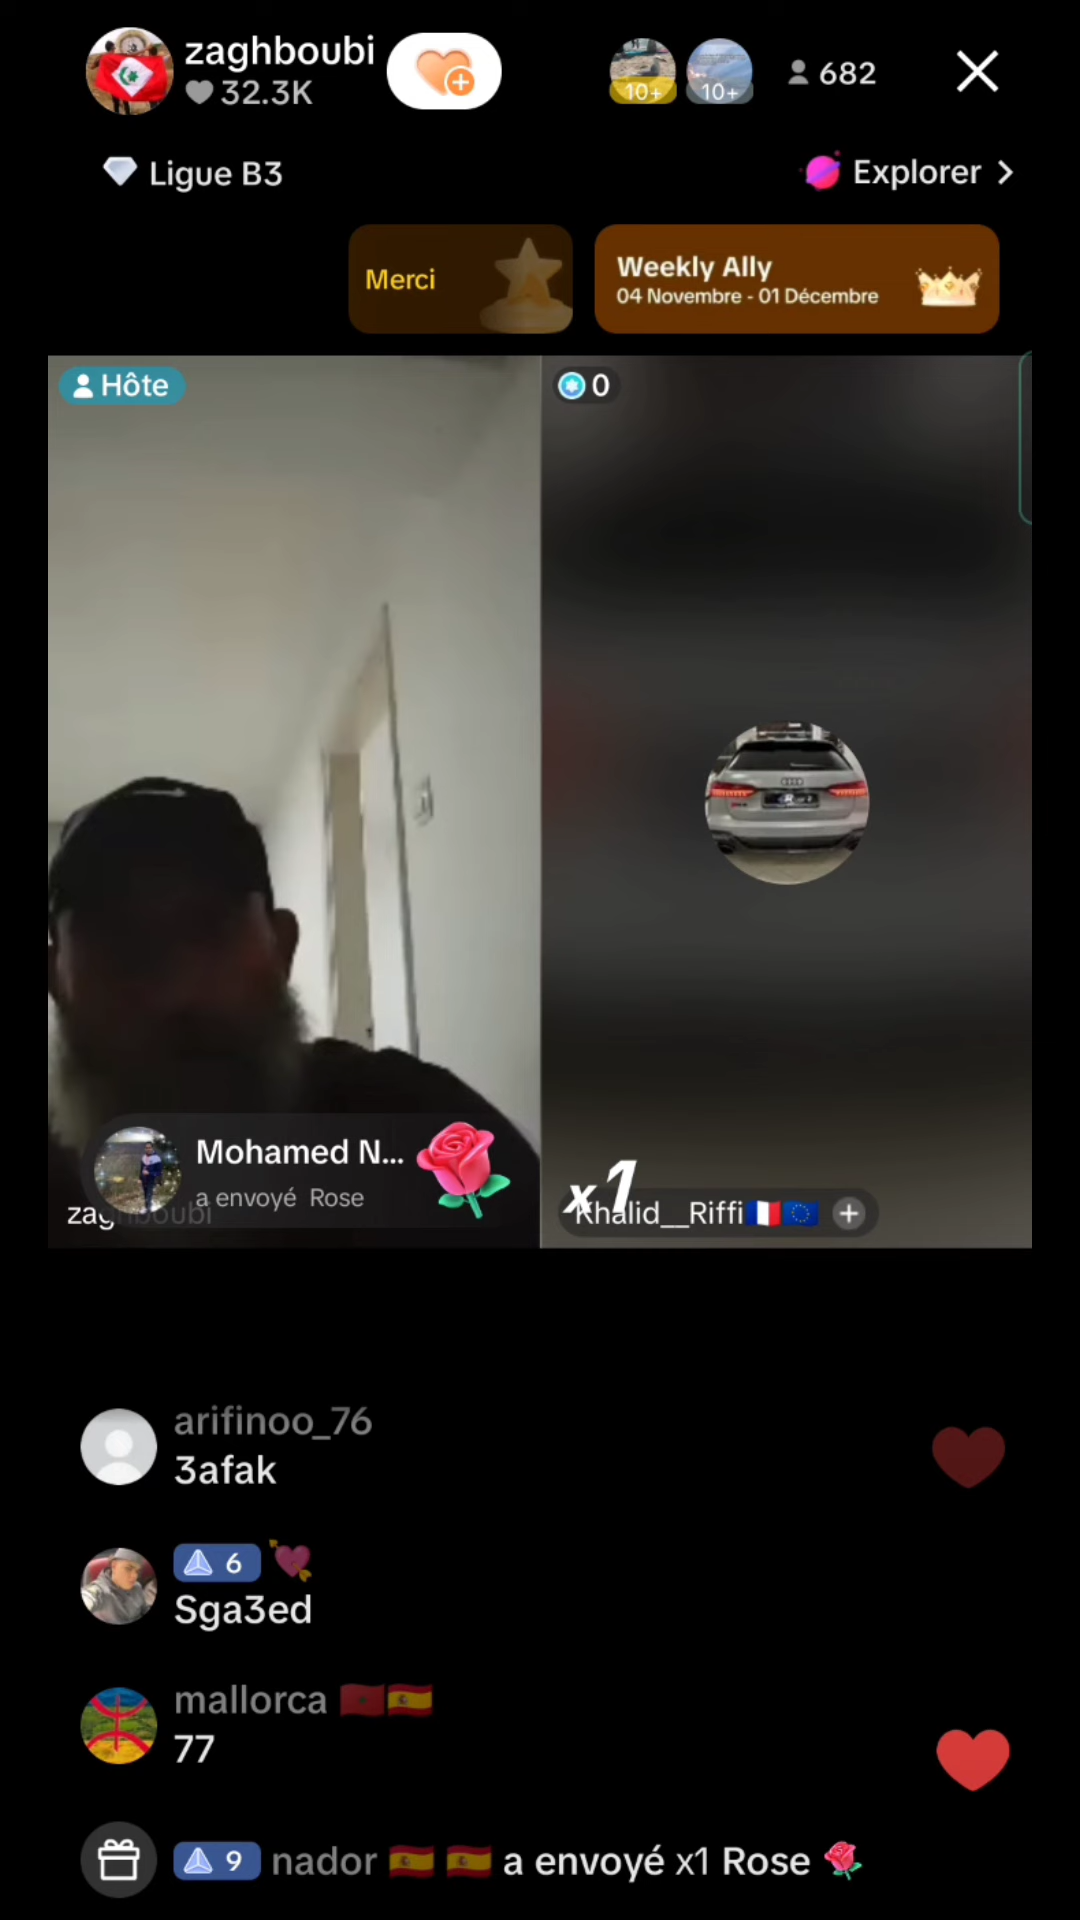 zaghboubi
32.3K
10+
10+
682
Ligue B3
Explorer
Merci
Weekly Ally
04 Novembre - 01 Décembre
Hôte
0
Mohamed N...
a envoyé Rose
x1
zaghboubi
Khalid__Riffi
arifinoo_76
3afak
6
Sga3ed
mallorca
77
9 nador a envoyé x1 Rose